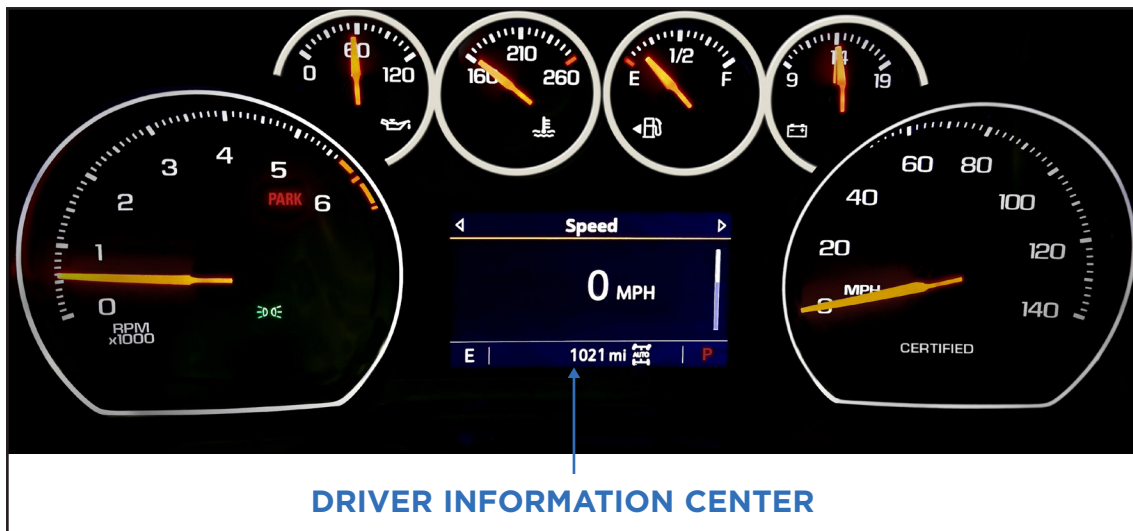 0 60 120
160 210 260
E 1/2 F
9 14 19
0 1 2 3 4 5 6
PARK
RPM
x1000
Speed
0 MPH
E 1021 mi AUTO P
0 20 40 60 80 100 120 140
MPH
CERTIFIED
DRIVER INFORMATION CENTER